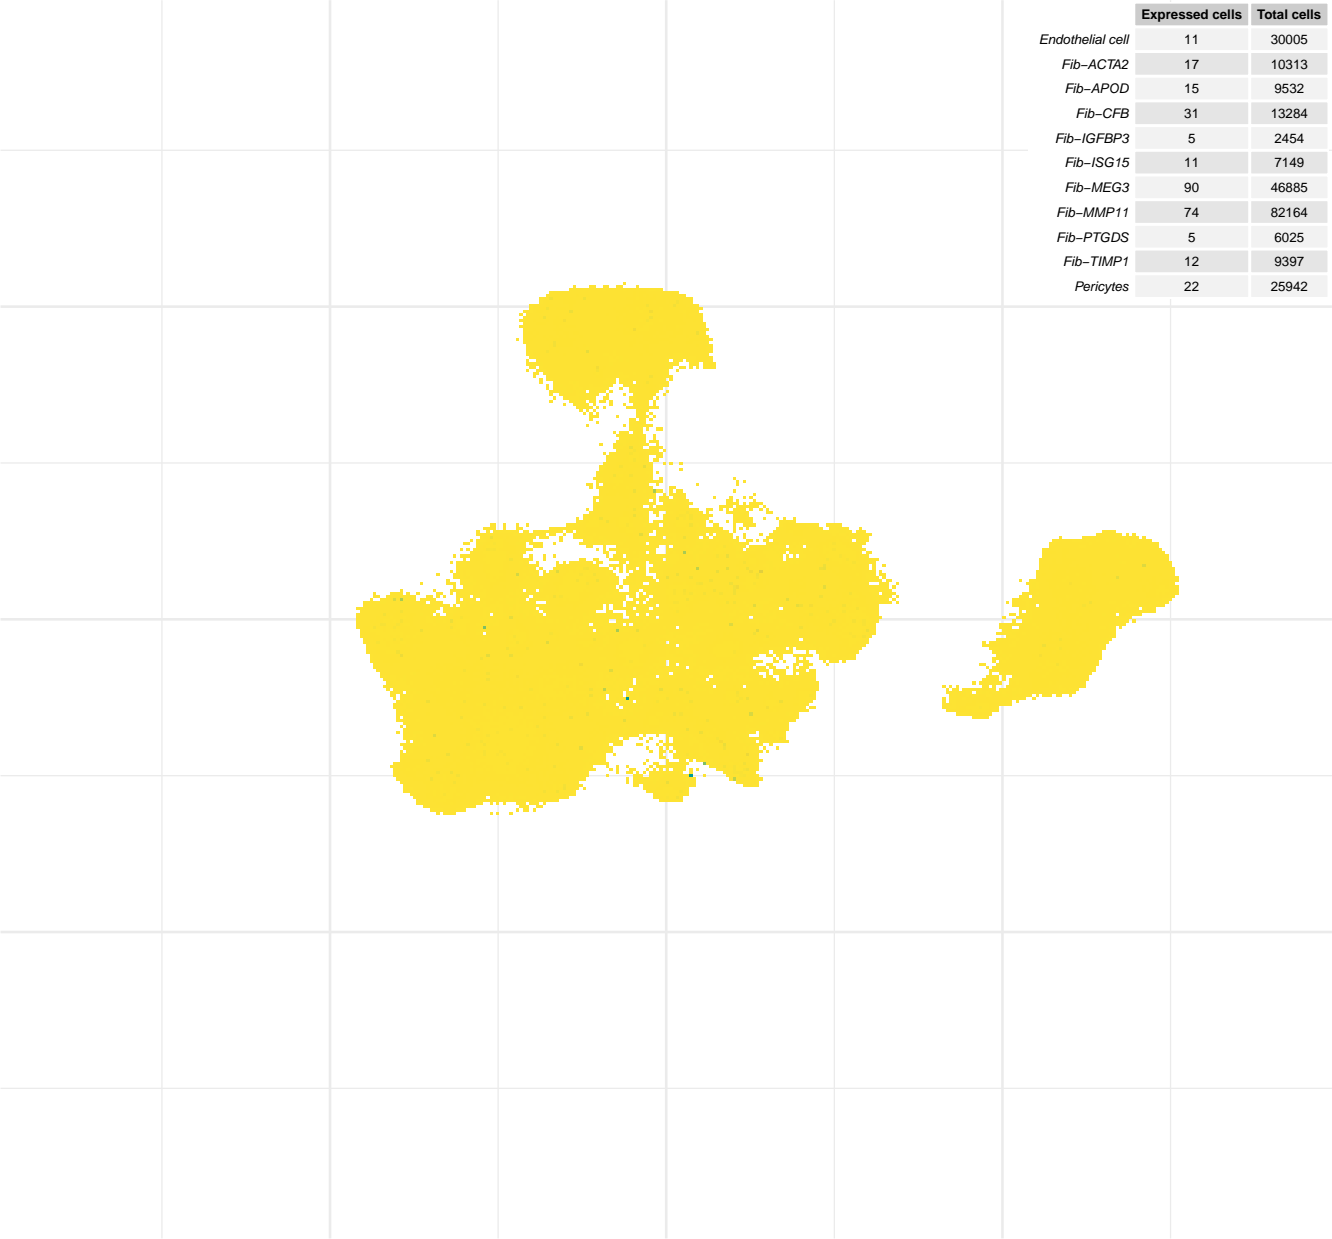 Expressed cells Total cells
Endothelial cell 11 30005
Fib−ACTA2 17 10313
Fib−APOD 15 9532
Fib−CFB 31 13284
Fib−IGFBP3 5 2454
Fib−ISG15 11 7149
Fib−MEG3 90 46885
Fib−MMP11 74 82164
Fib−PTGDS 5 6025
Fib−TIMP1 12 9397
Pericytes 22 25942